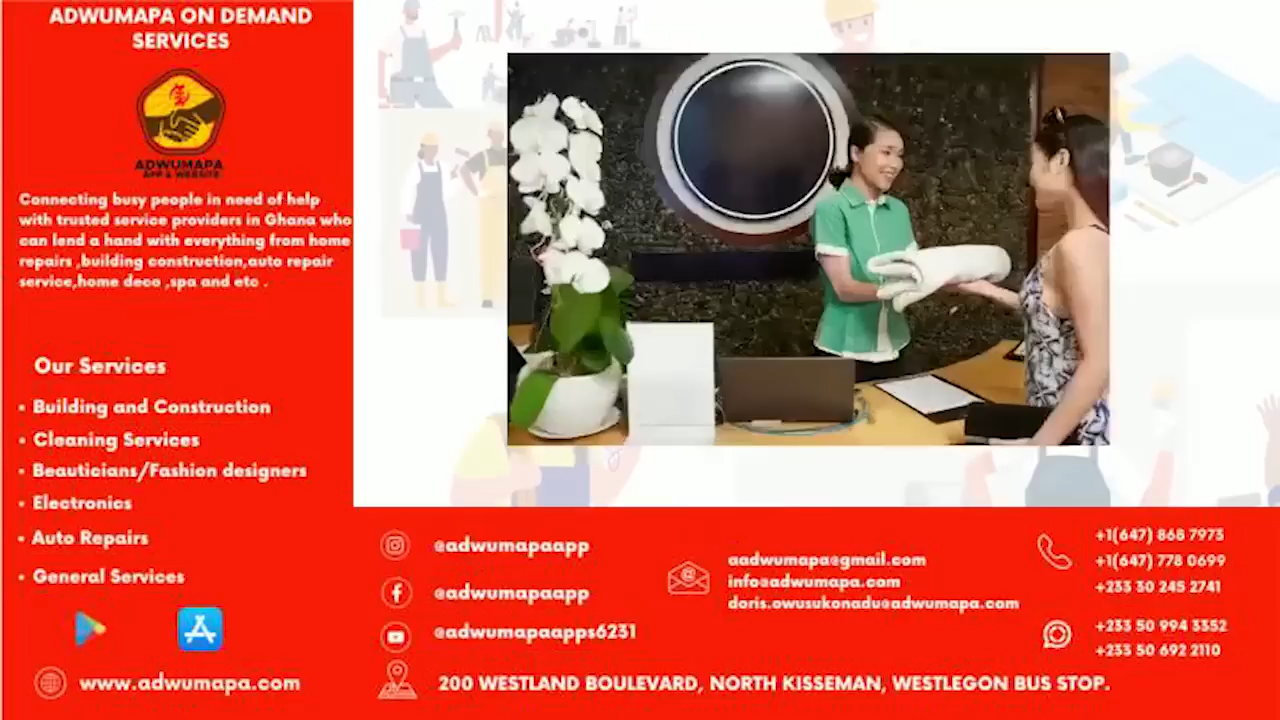 ADWUMAPA ON DEMAND
SERVICES
ADWUMAPA
APP & WEBSITE
Connecting busy people in need of help
with trusted service providers in Ghana who
can lend a hand with everything from home
repairs ,building construction,auto repair
service,home deco ,spa and etc .
Our Services
• Building and Construction
• Cleaning Services
• Beauticians/Fashion designers
• Electronics
• Auto Repairs
• General Services
www.adwumapa.com
@adwumapaapp
@adwumapaapp
@adwumapaapps6231
aadwumapa@gmail.com
info@adwumapa.com
doris.owusukonadu@adwumapa.com
+1(647) 868 7973
+1(647) 778 0699
+233 30 245 2741
+233 50 994 3352
+233 50 692 2110
200 WESTLAND BOULEVARD, NORTH KISSEMAN, WESTLEGON BUS STOP.